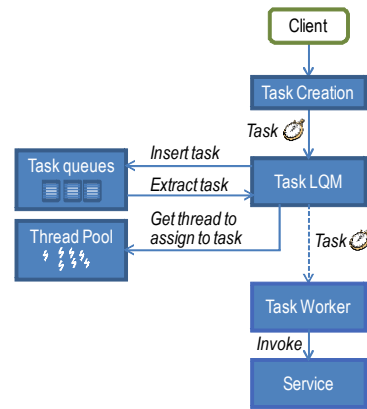 Client
Task Creation
Task
Insert task
Task queues
Task LQM
Extract task
Get thread to
assign to task
Thread Pool
Task
Task Worker
Invoke
Service